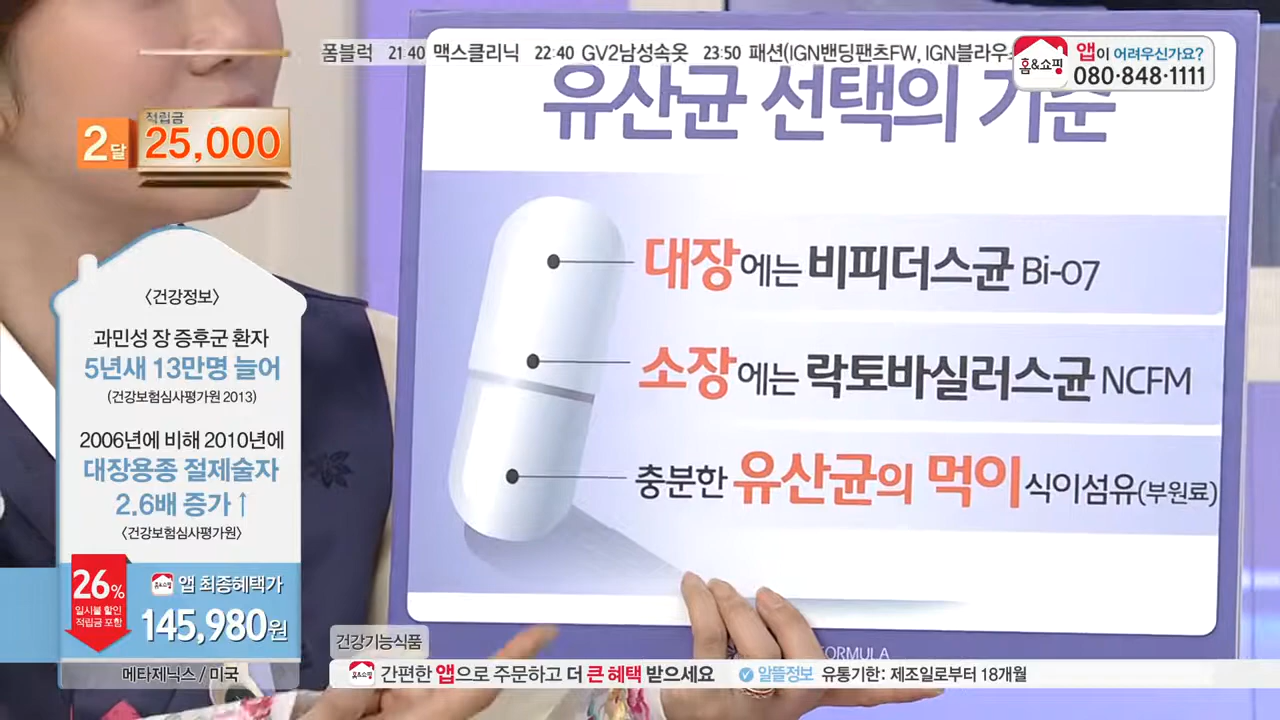 폼블럭 21:40 맥스클리닉 22:40 GV2남성속옷 23:50 패션(IGN밴딩팬츠FW, IGN블라우스
홈&쇼핑
앱이 어려우신가요?
080·848·1111
2달
적립금
25,000
유산균 선택의 기준
대장에는 비피더스균 Bi-07
소장에는 락토바실러스균 NCFM
충분한 유산균의 먹이 식이섬유(부원료)
FORMULA
〈건강정보〉
과민성 장 증후군 환자
5년새 13만명 늘어
(건강보험심사평가원 2013)
2006년에 비해 2010년에
대장용종 절제술자
2.6배 증가↑
〈건강보험심사평가원〉
26%
일시불 할인
적립금 포함
홈&쇼핑 앱 최종혜택가
145,980원
메타제닉스 / 미국
건강기능식품
홈&쇼핑 간편한 앱으로 주문하고 더 큰 혜택 받으세요 알뜰정보 유통기한: 제조일로부터 18개월